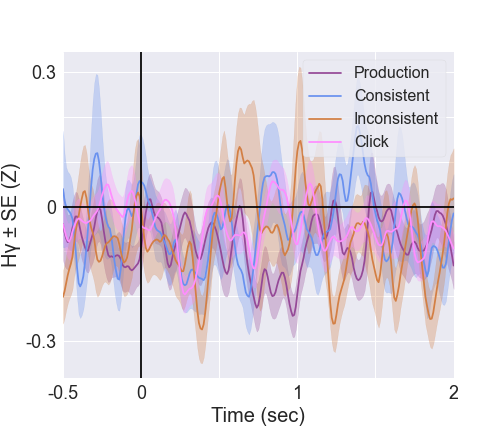 Production
Consistent
Inconsistent
Click
0.3
0
-0.3
Hγ ± SE (Z)
-0.5
0
1
2
Time (sec)